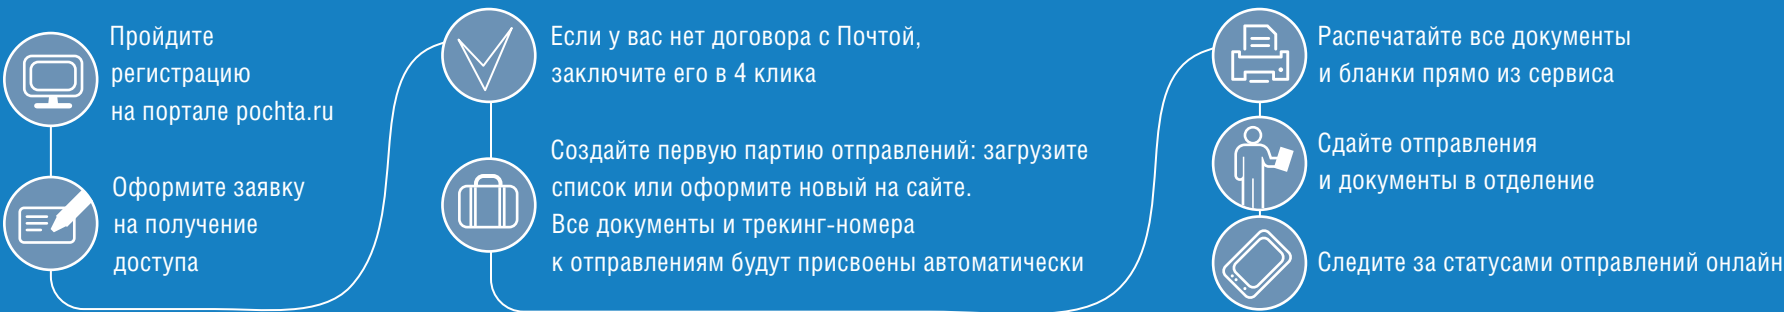 Пройдите
регистрацию
на портале pochta.ru
Оформите заявку
на получение
доступа
Если у вас нет договора с Почтой,
заключите его в 4 клика
Создайте первую партию отправлений: загрузите
список или оформите новый на сайте.
Все документы и трекинг-номера
к отправлениям будут присвоены автоматически
Распечатайте все документы
и бланки прямо из сервиса
Сдайте отправления
и документы в отделение
Следите за статусами отправлений онлайн